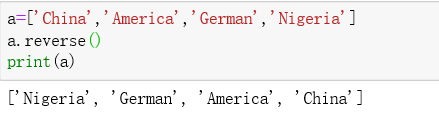 a=['China','America','German','Nigeria']
a.reverse()
print(a)
['Nigeria', 'German', 'America', 'China']